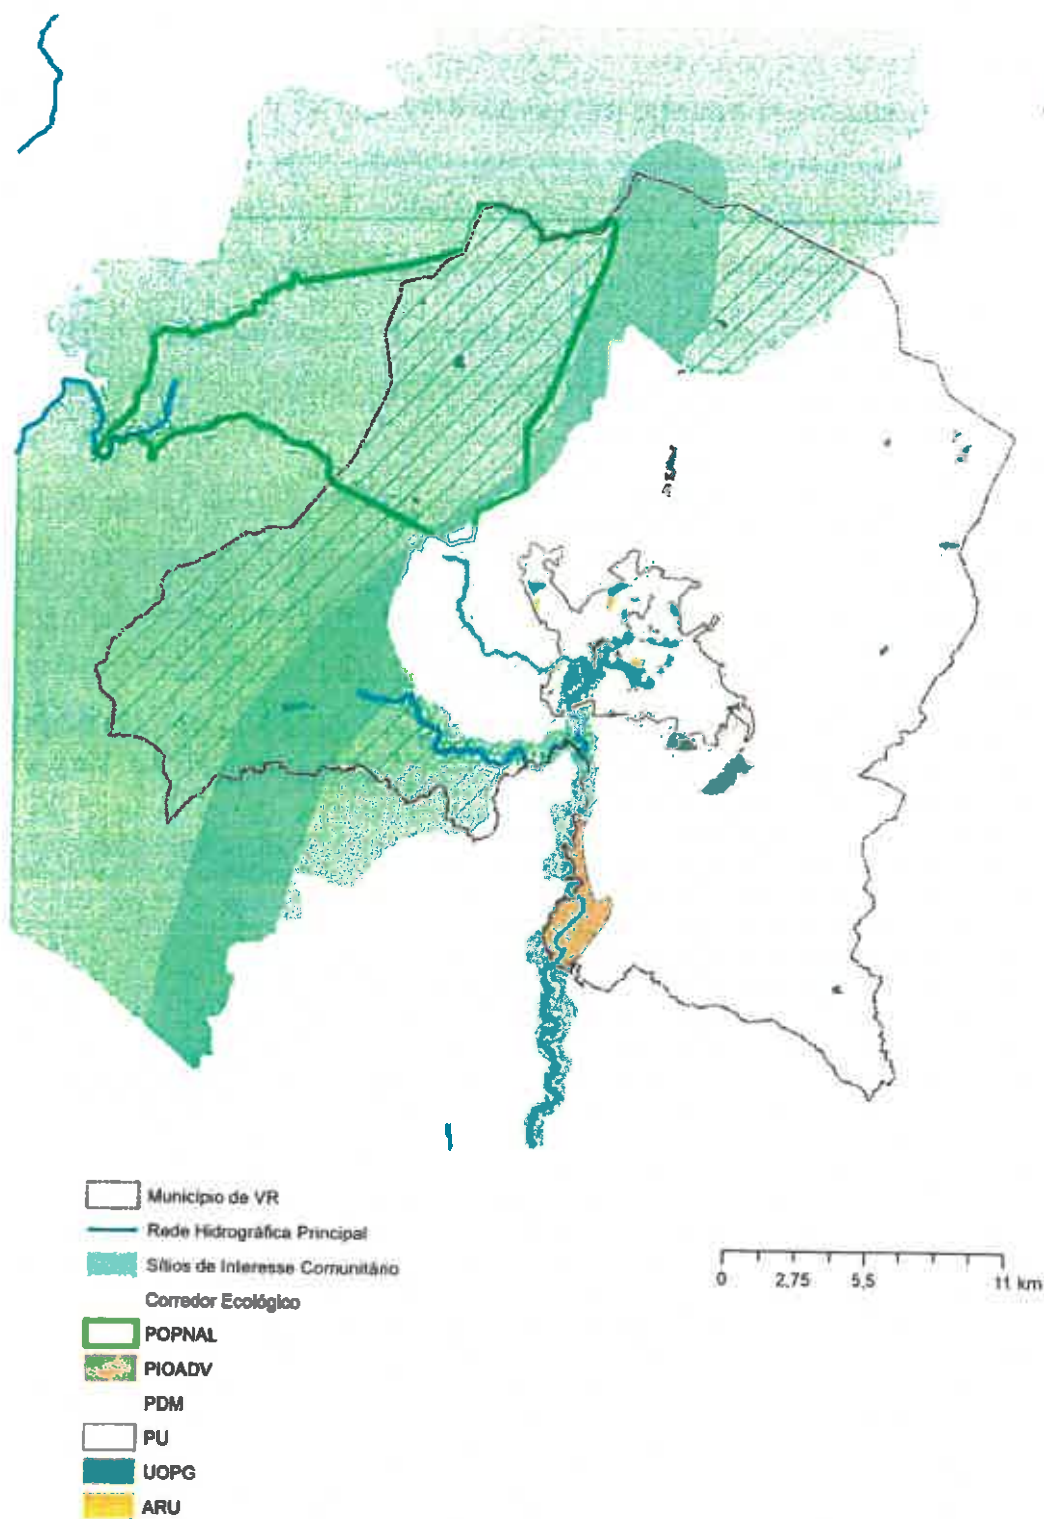 Município de VR
Rede Hidrográfica Principal
Sítios de Interesse Comunitário
Corredor Ecológico
POPNAL
PIOADV
PDM
PU
UOPG
ARU
0 2,75 5,5 11 km